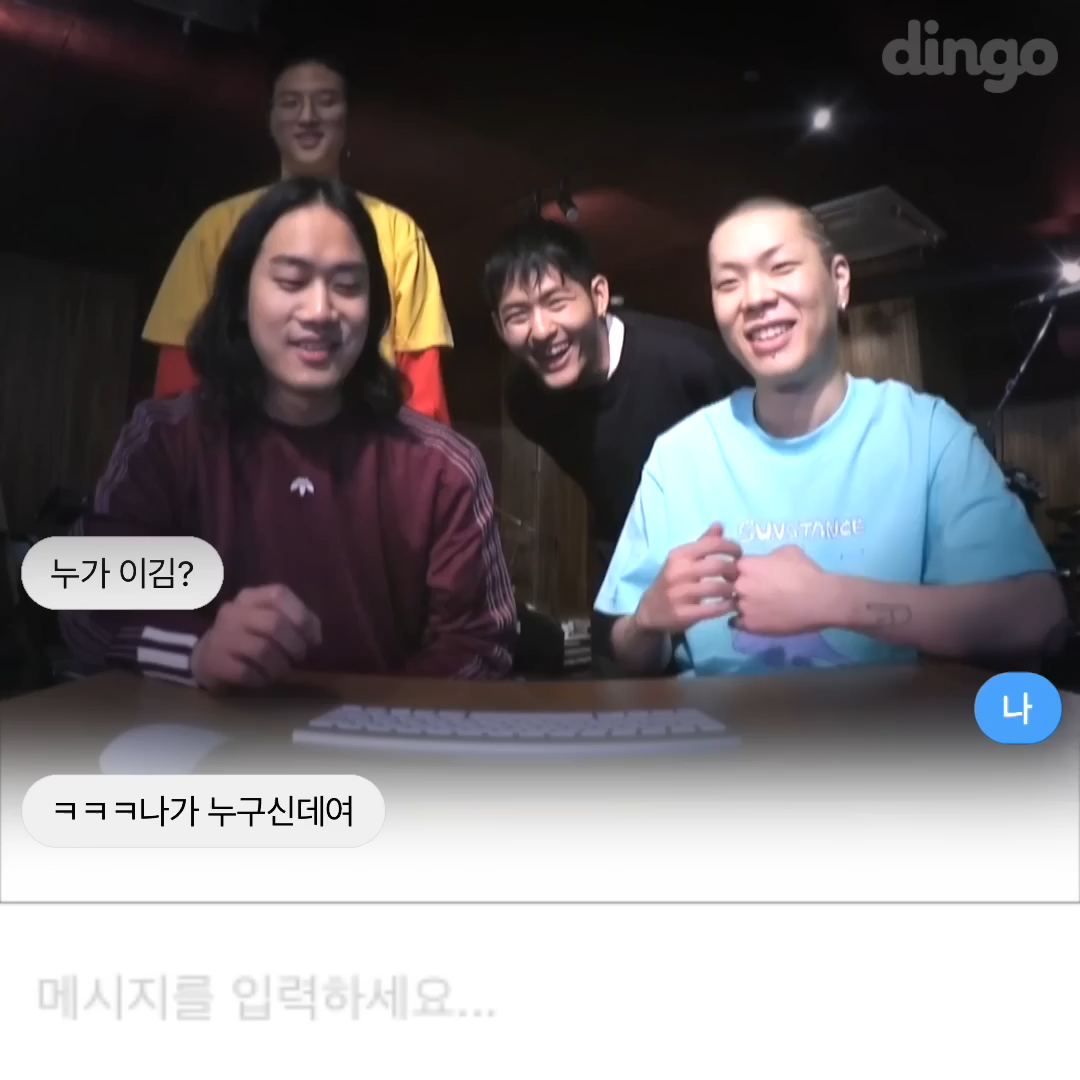 dingo
누가 이김?
나
ㅋㅋㅋ나가 누구신데여
메시지를 입력하세요...